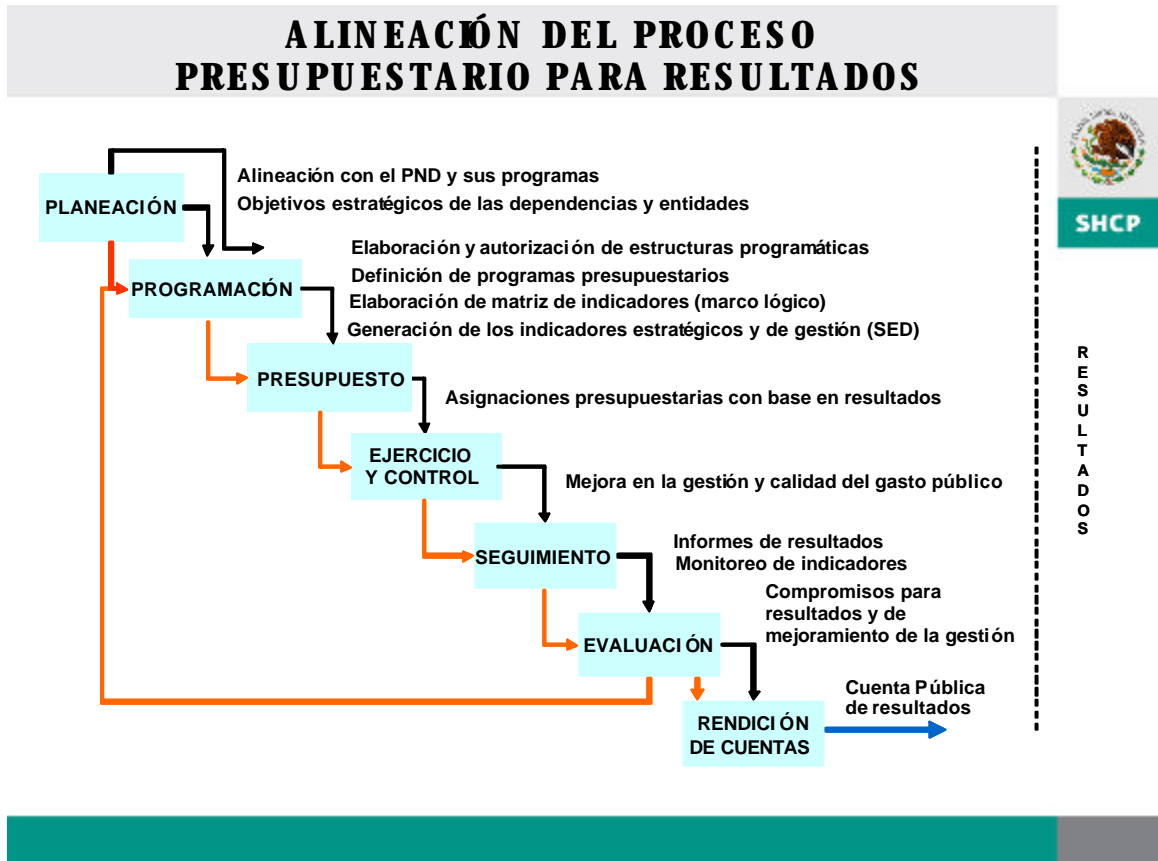 ALINEACIÓN DEL PROCESO
PRESUPUESTARIO PARA RESULTADOS
SHCP
PLANEACIÓN
Alineación con el PND y sus programas
Objetivos estratégicos de las dependencias y entidades
PROGRAMACIÓN
Elaboración y autorización de estructuras programáticas
Definición de programas presupuestarios
Elaboración de matriz de indicadores (marco lógico)
Generación de los indicadores estratégicos y de gestión (SED)
PRESUPUESTO
Asignaciones presupuestarias con base en resultados
EJERCICIO
Y CONTROL
Mejora en la gestión y calidad del gasto público
SEGUIMIENTO
Informes de resultados
Monitoreo de indicadores
EVALUACIÓN
Compromisos para
resultados y de
mejoramiento de la gestión
RENDICIÓN
DE CUENTAS
Cuenta Pública
de resultados
RESULTADOS